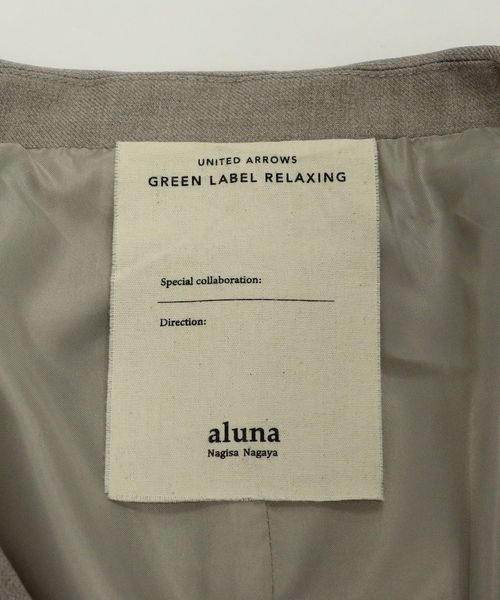 UNITED ARROWS
GREEN LABEL RELAXING
Special collaboration:
Direction:
aluna
Nagisa Nagaya